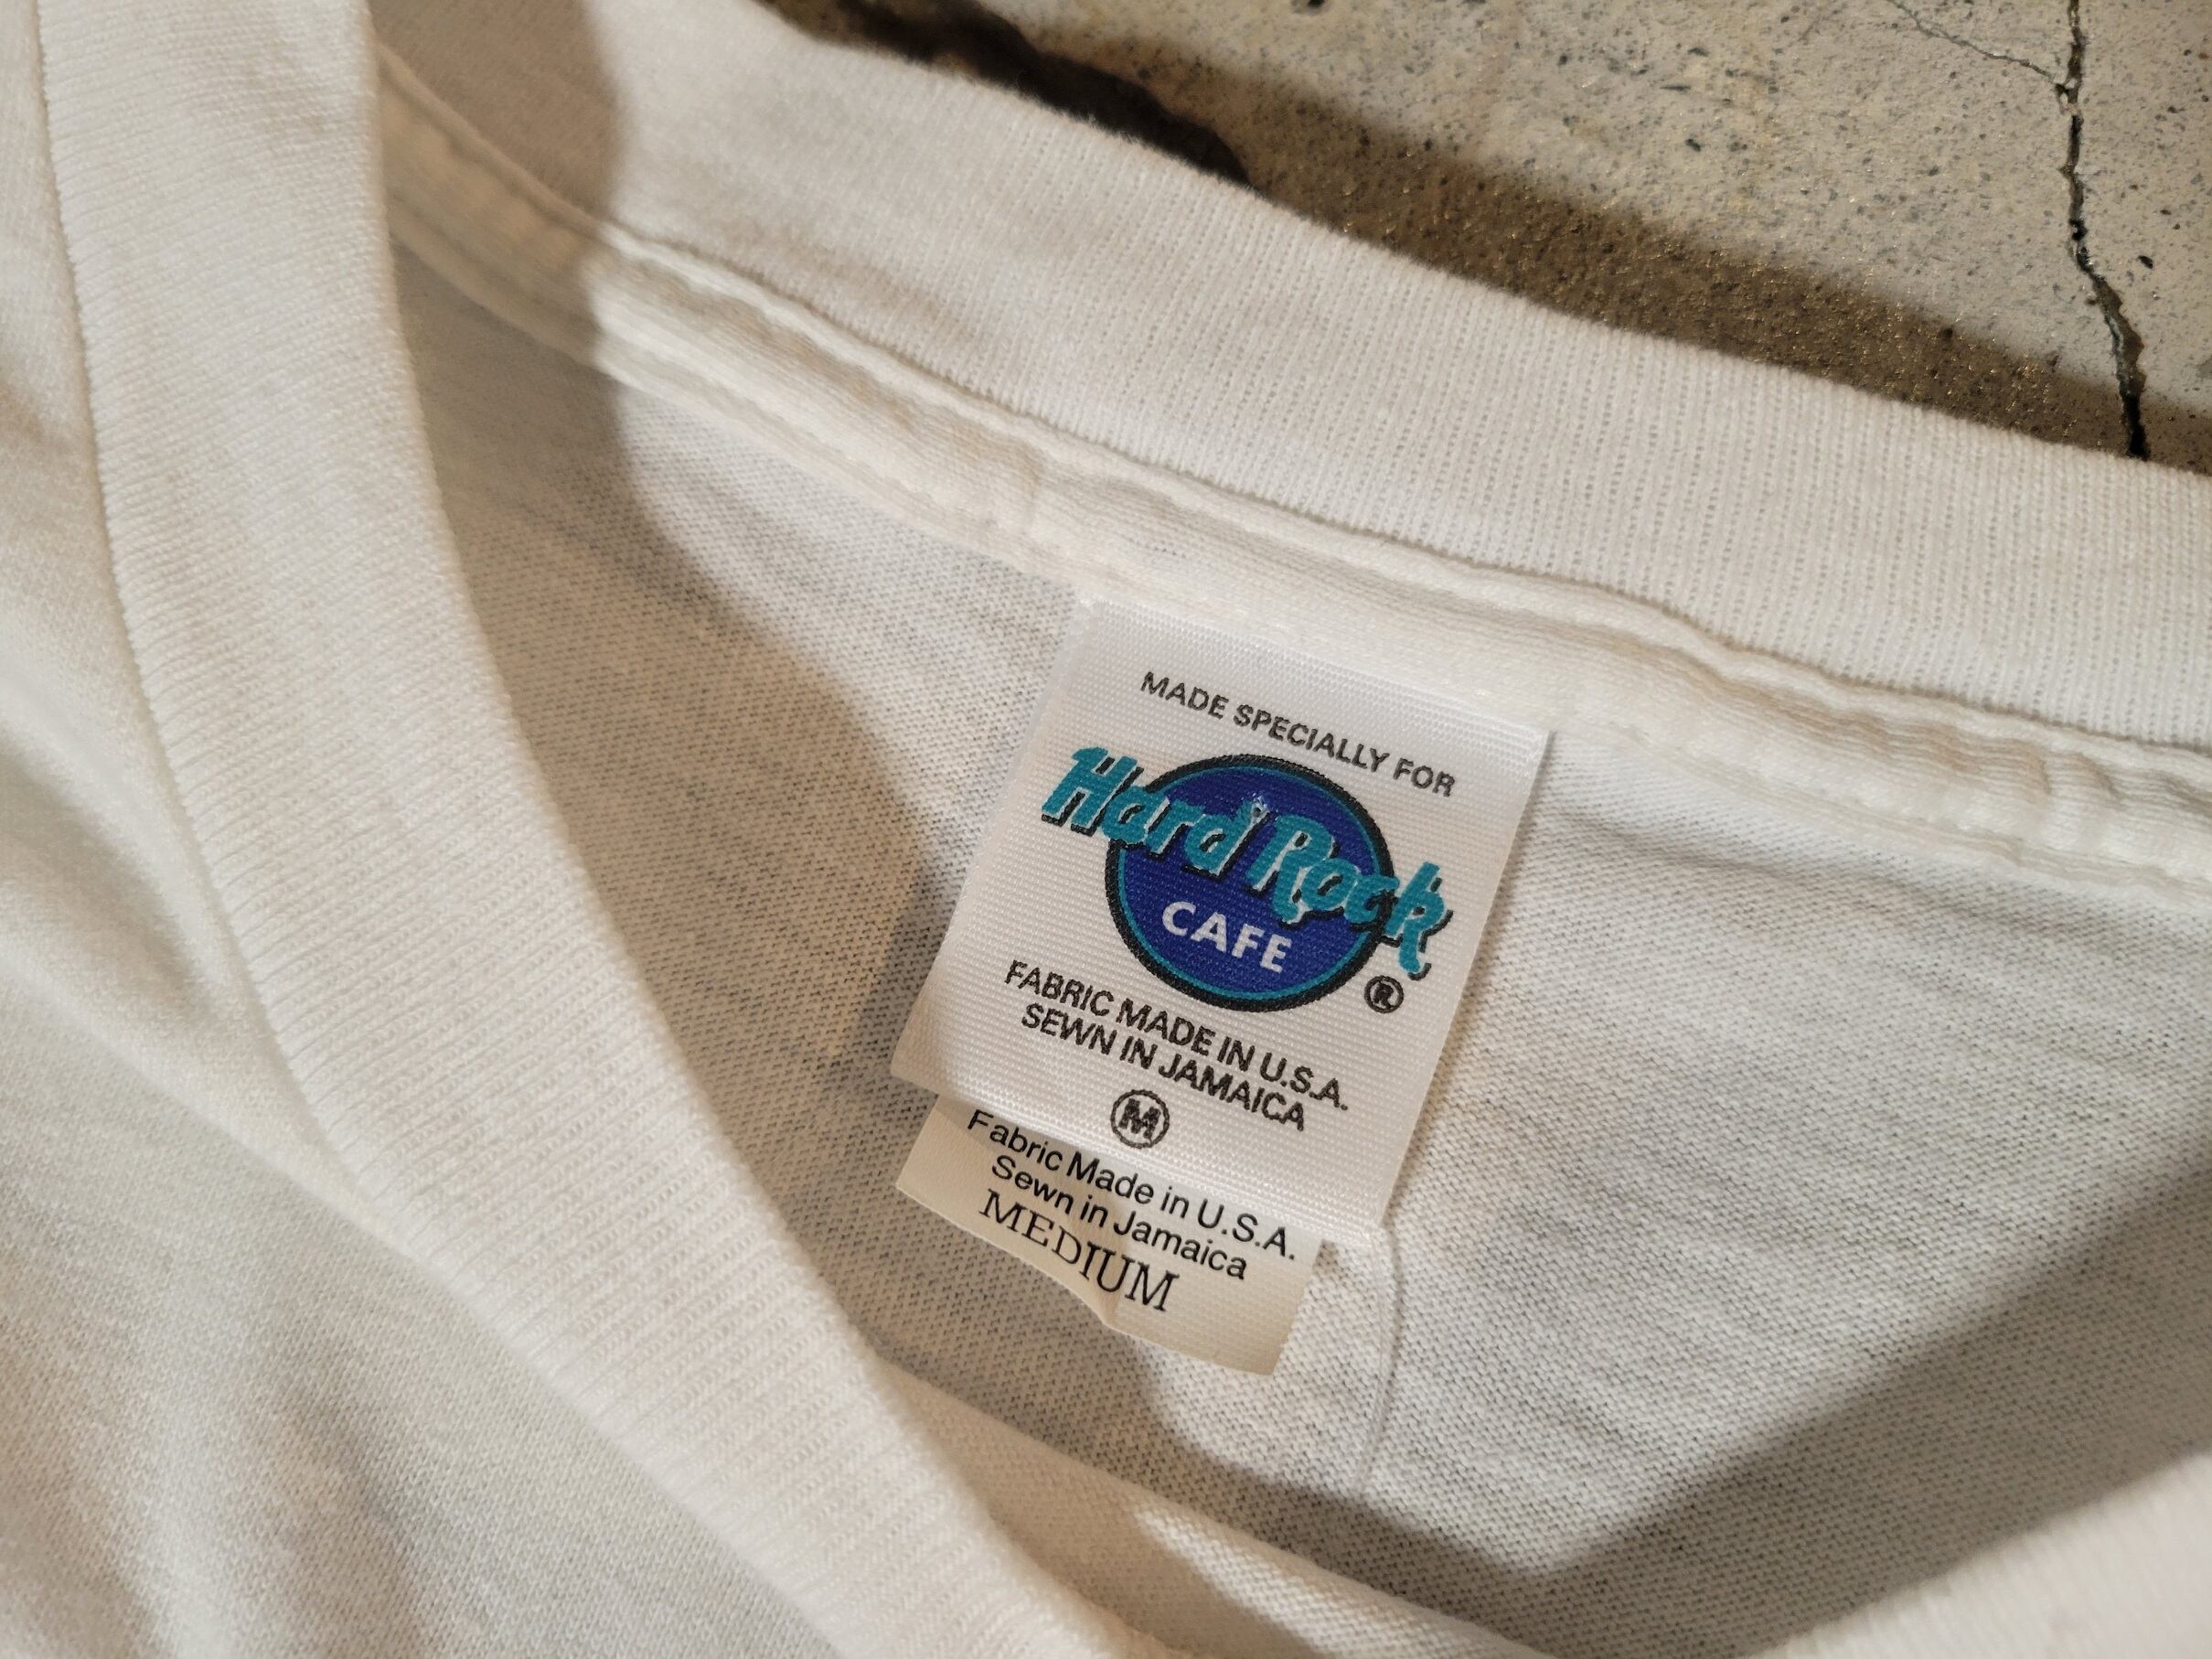 MADE SPECIALLY FOR
Hard Rock
CAFE
®
FABRIC MADE IN U.S.A.
SEWN IN JAMAICA
M
Fabric Made in U.S.A.
Sewn in Jamaica
MEDIUM